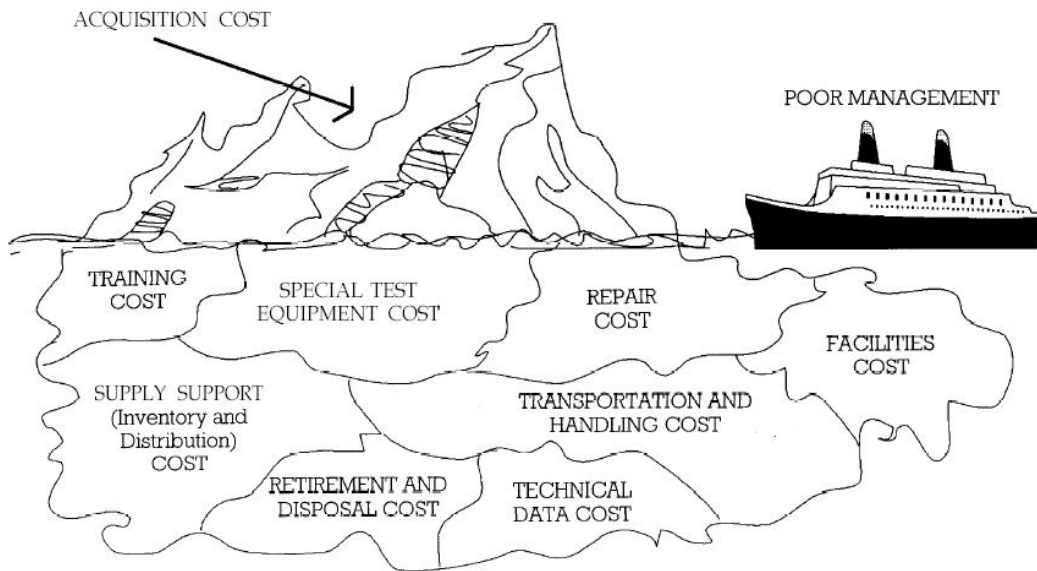 ACQUISITION COST
POOR MANAGEMENT
TRAINING
COST
SPECIAL TEST
EQUIPMENT COST
REPAIR
COST
FACILITIES
COST
SUPPLY SUPPORT
(Inventory and
Distribution)
COST
TRANSPORTATION AND
HANDLING COST
RETIREMENT AND
DISPOSAL COST
TECHNICAL
DATA COST